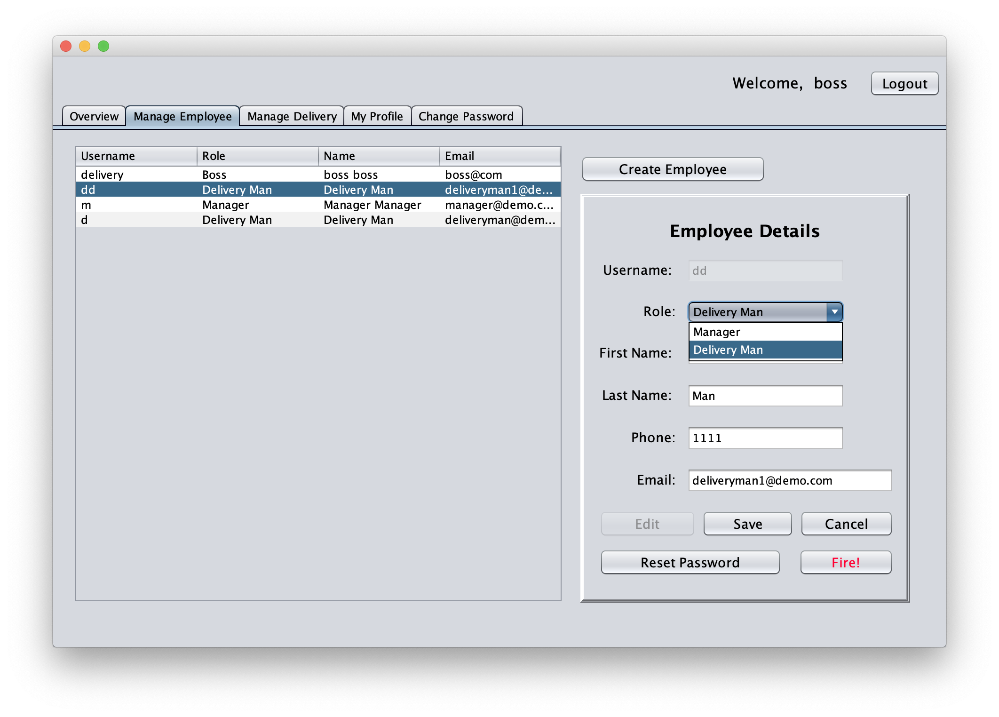 Welcome, boss Logout
Overview Manage Employee Manage Delivery My Profile Change Password
Username Role Name Email
delivery Boss boss boss boss@com
dd Delivery Man Delivery Man deliveryman1@de...
m Manager Manager Manager manager@demo.c...
d Delivery Man Delivery Man deliveryman@dem...
Create Employee
Employee Details
Username: dd
Role: Delivery Man
Manager
Delivery Man
First Name:
Last Name: Man
Phone: 1111
Email: deliveryman1@demo.com
Edit Save Cancel
Reset Password Fire!